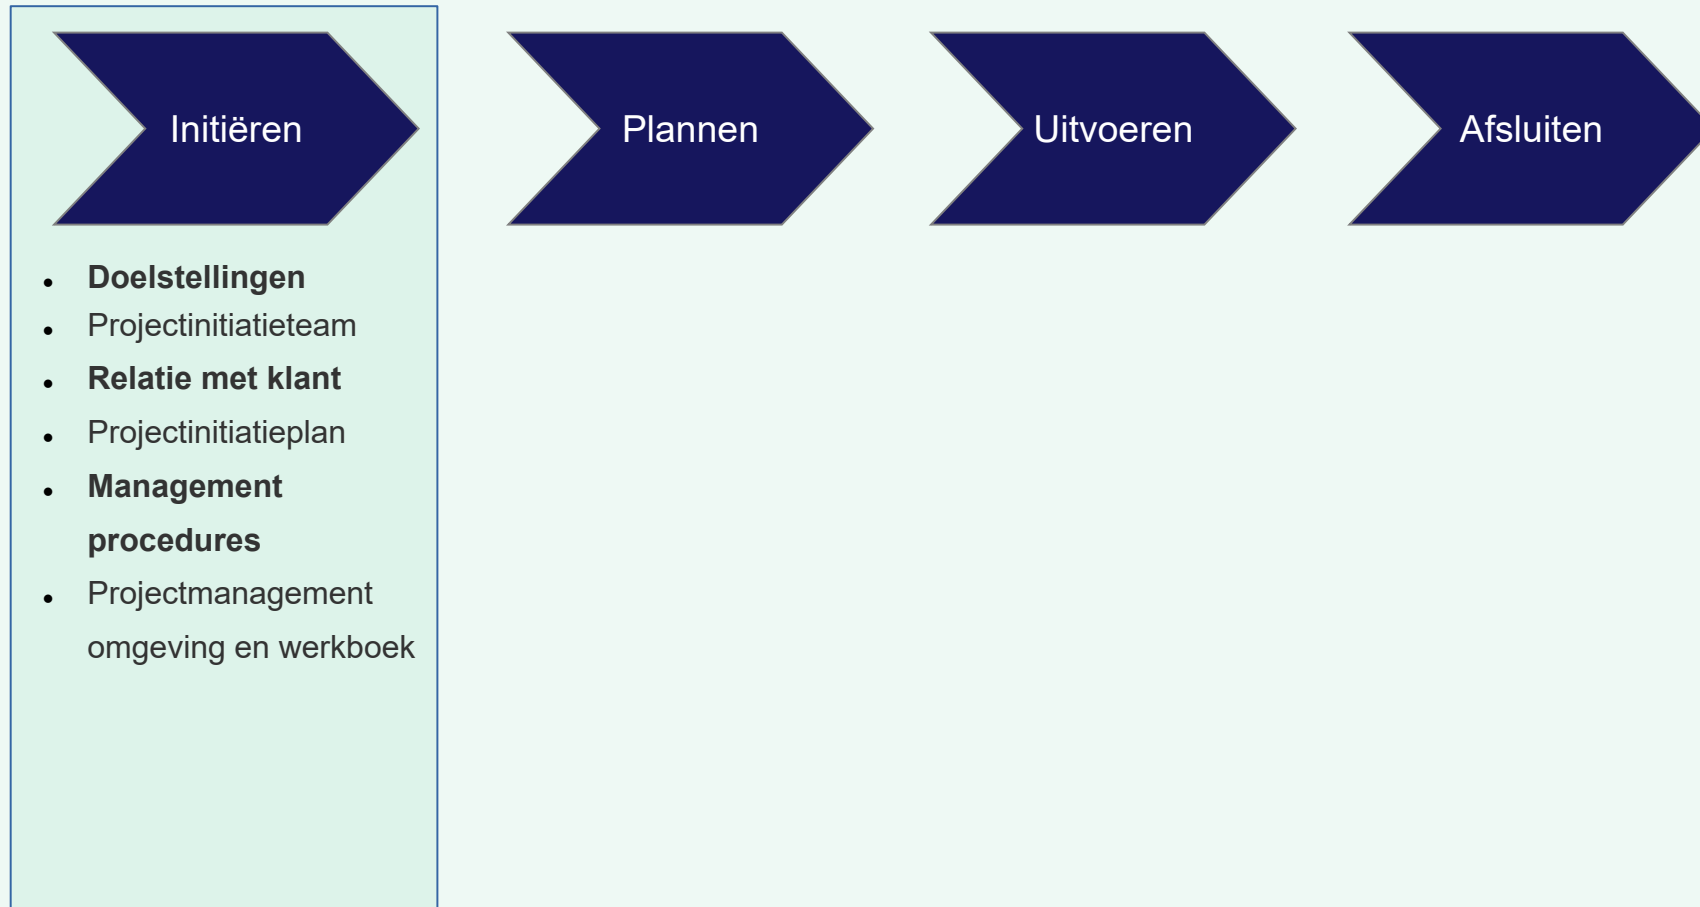 Initiëren
Plannen
Uitvoeren
Afsluiten
Doelstellingen
Projectinitiatieteam
Relatie met klant
Projectinitiatieplan
Management
procedures
Projectmanagement
omgeving en werkboek